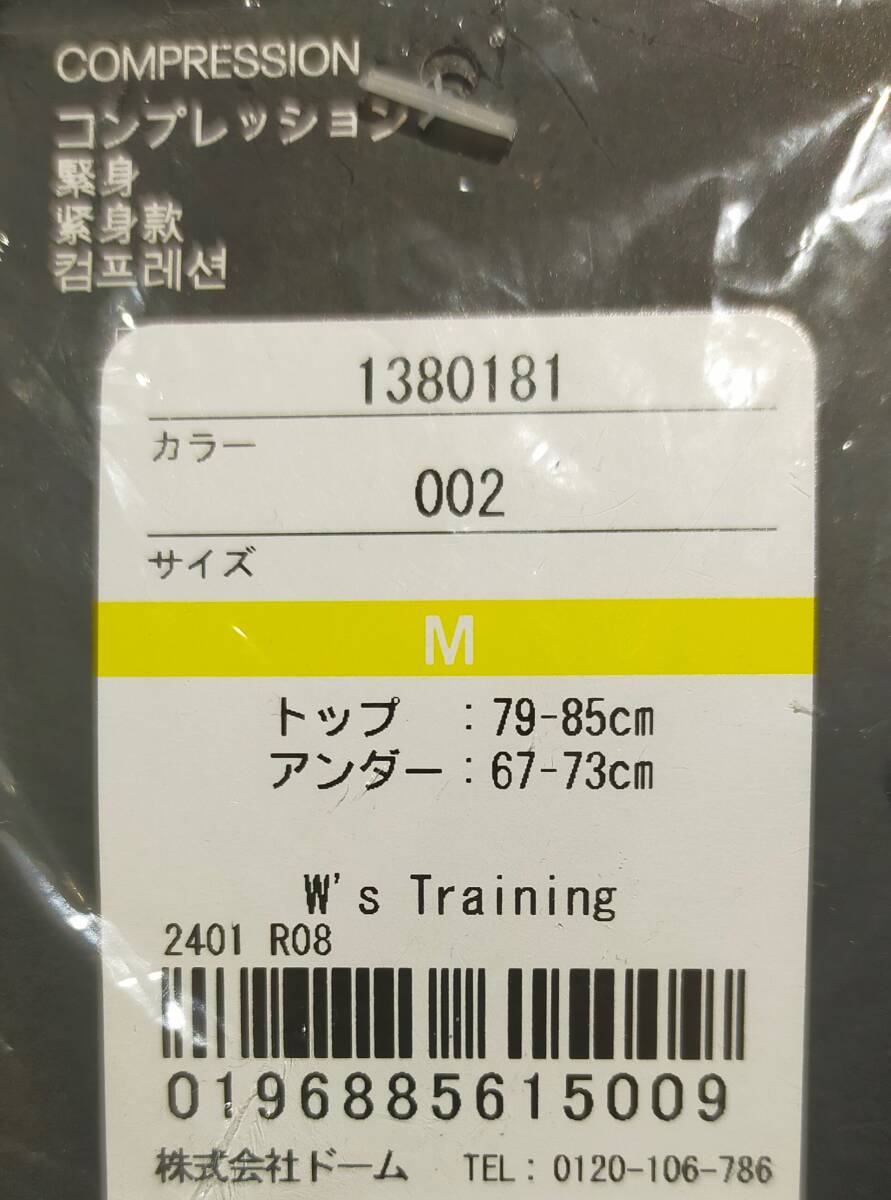 COMPRESSION
コンプレッション
緊身
紧身款
컴프레션
1380181
カラー
002
サイズ
M
トップ : 79-85cm
アンダー : 67-73cm
W's Training
2401 R08
0196885615009
株式会社ドーム TEL: 0120-106-786